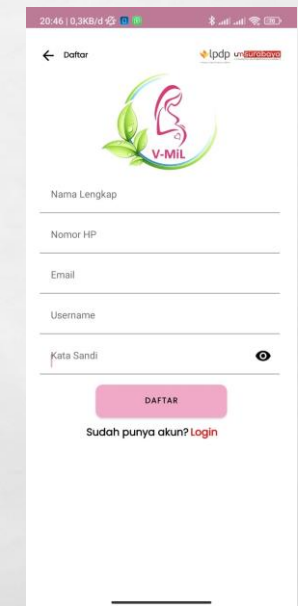 20:46 | 0,3KB/d
Daftar
lpdp umsurabaya
V-MiL
Nama Lengkap
Nomor HP
Email
Username
Kata Sandi
DAFTAR
Sudah punya akun? Login